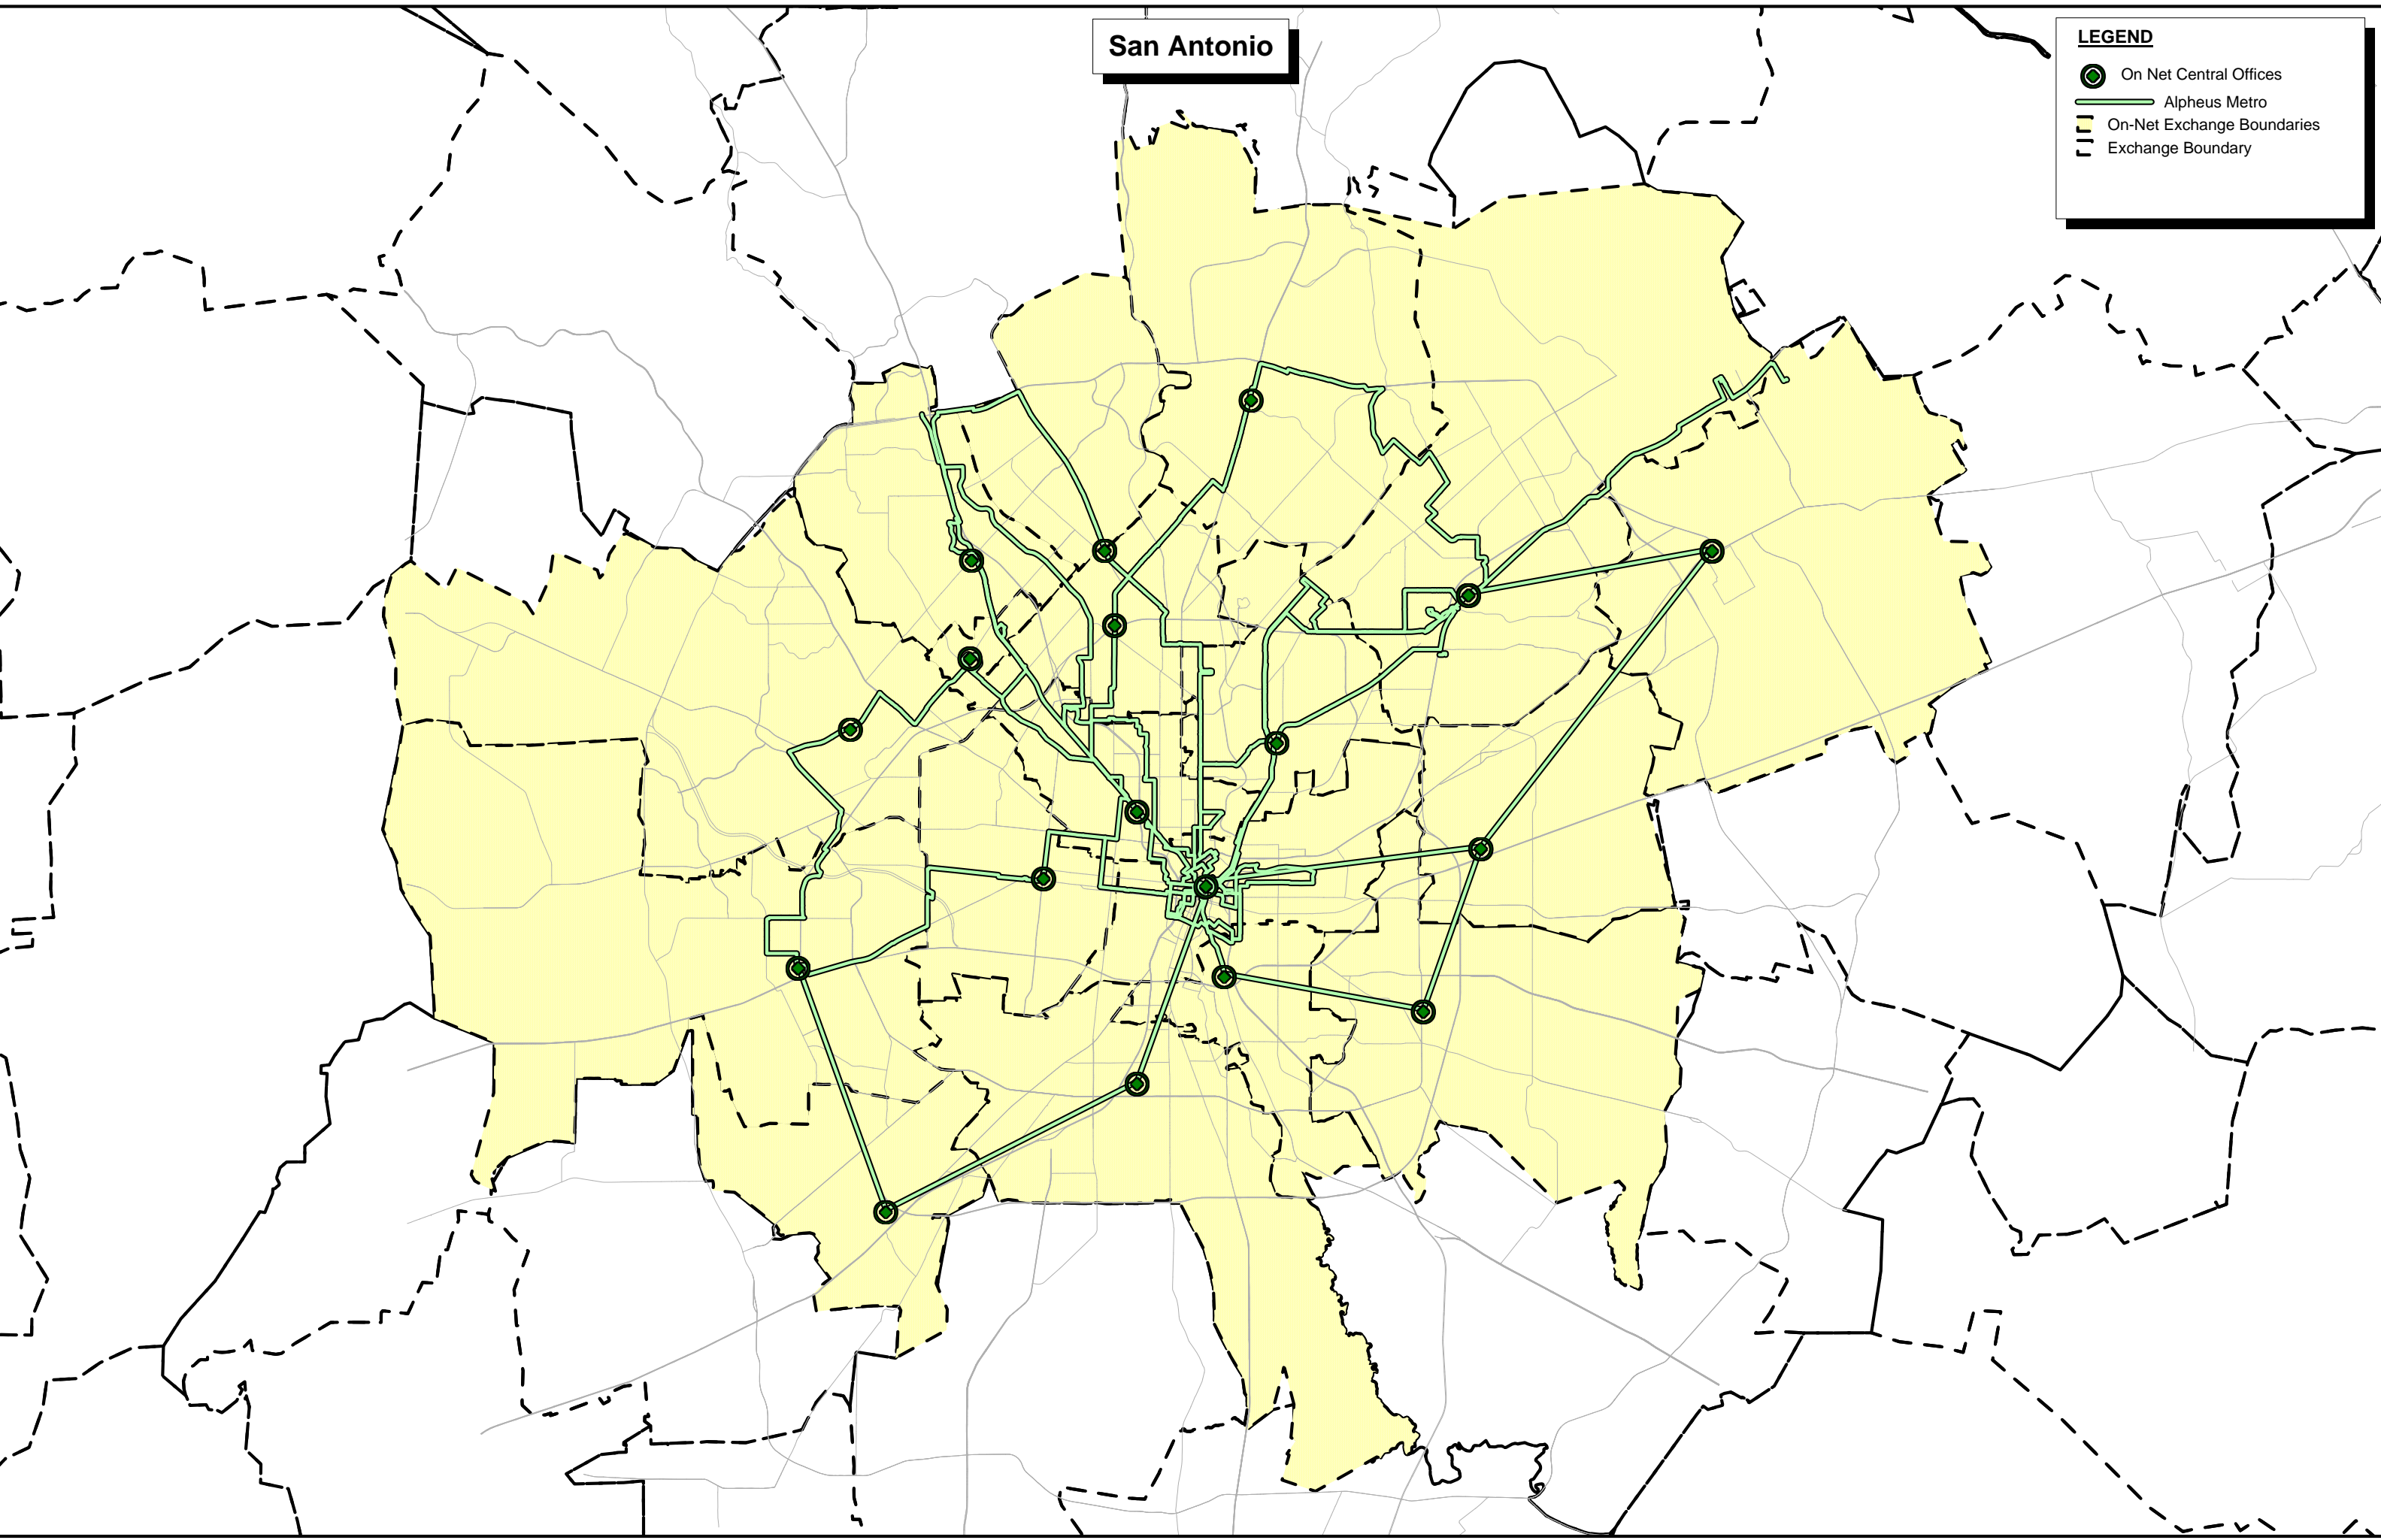 San Antonio
LEGEND
On Net Central Offices
Alpheus Metro
On-Net Exchange Boundaries
Exchange Boundary